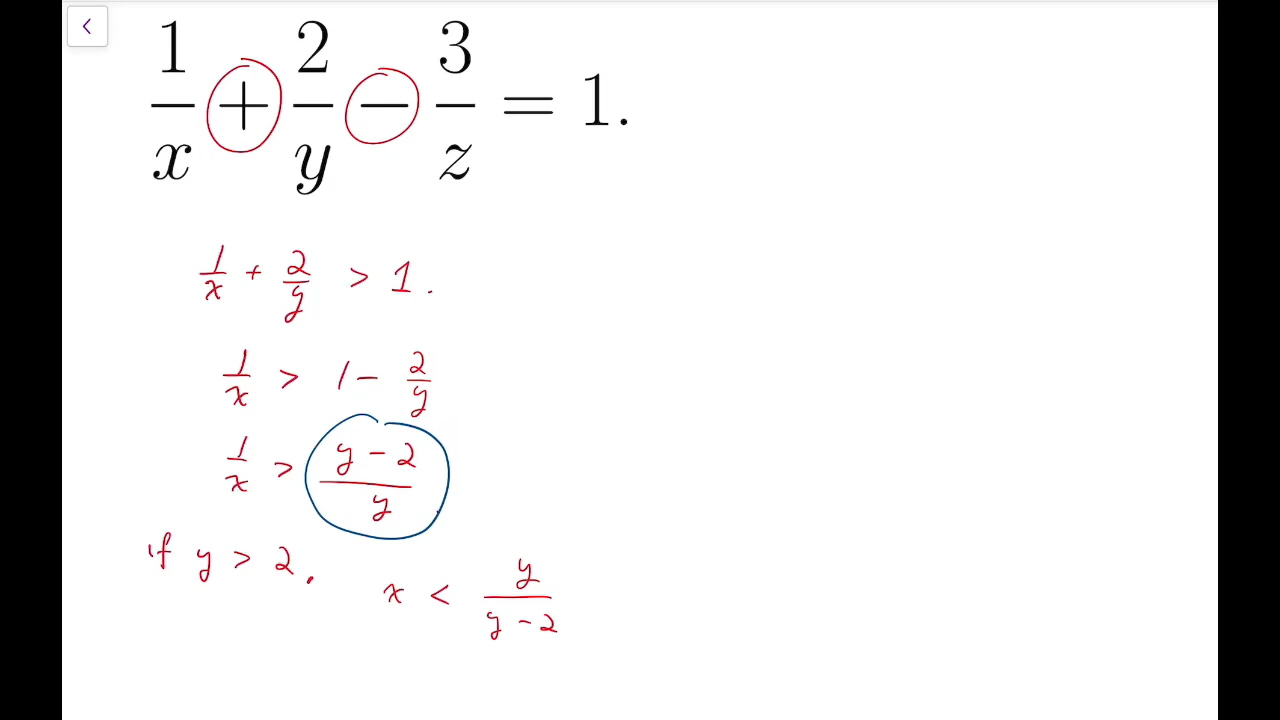 1/x + 2/y − 3/z = 1.
1/x + 2/y > 1.
1/x > 1 − 2/y
1/x > (y − 2)/y
if y > 2. x < y/(y − 2)